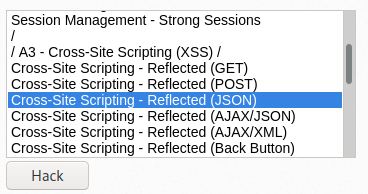 Session Management - Strong Sessions
/
/ A3 - Cross-Site Scripting (XSS) /
Cross-Site Scripting - Reflected (GET)
Cross-Site Scripting - Reflected (POST)
Cross-Site Scripting - Reflected (JSON)
Cross-Site Scripting - Reflected (AJAX/JSON)
Cross-Site Scripting - Reflected (AJAX/XML)
Cross-Site Scripting - Reflected (Back Button)
Hack